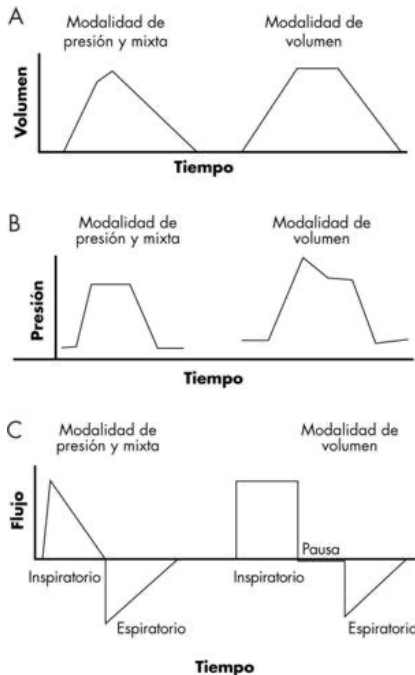 A
Modalidad de
presión y mixta
Modalidad de
volumen
Volumen
Tiempo
B
Modalidad de
presión y mixta
Modalidad de
volumen
Presión
Tiempo
C
Modalidad de
presión y mixta
Modalidad de
volumen
Flujo
Pausa
Inspiratorio
Inspiratorio
Espiratorio
Espiratorio
Tiempo